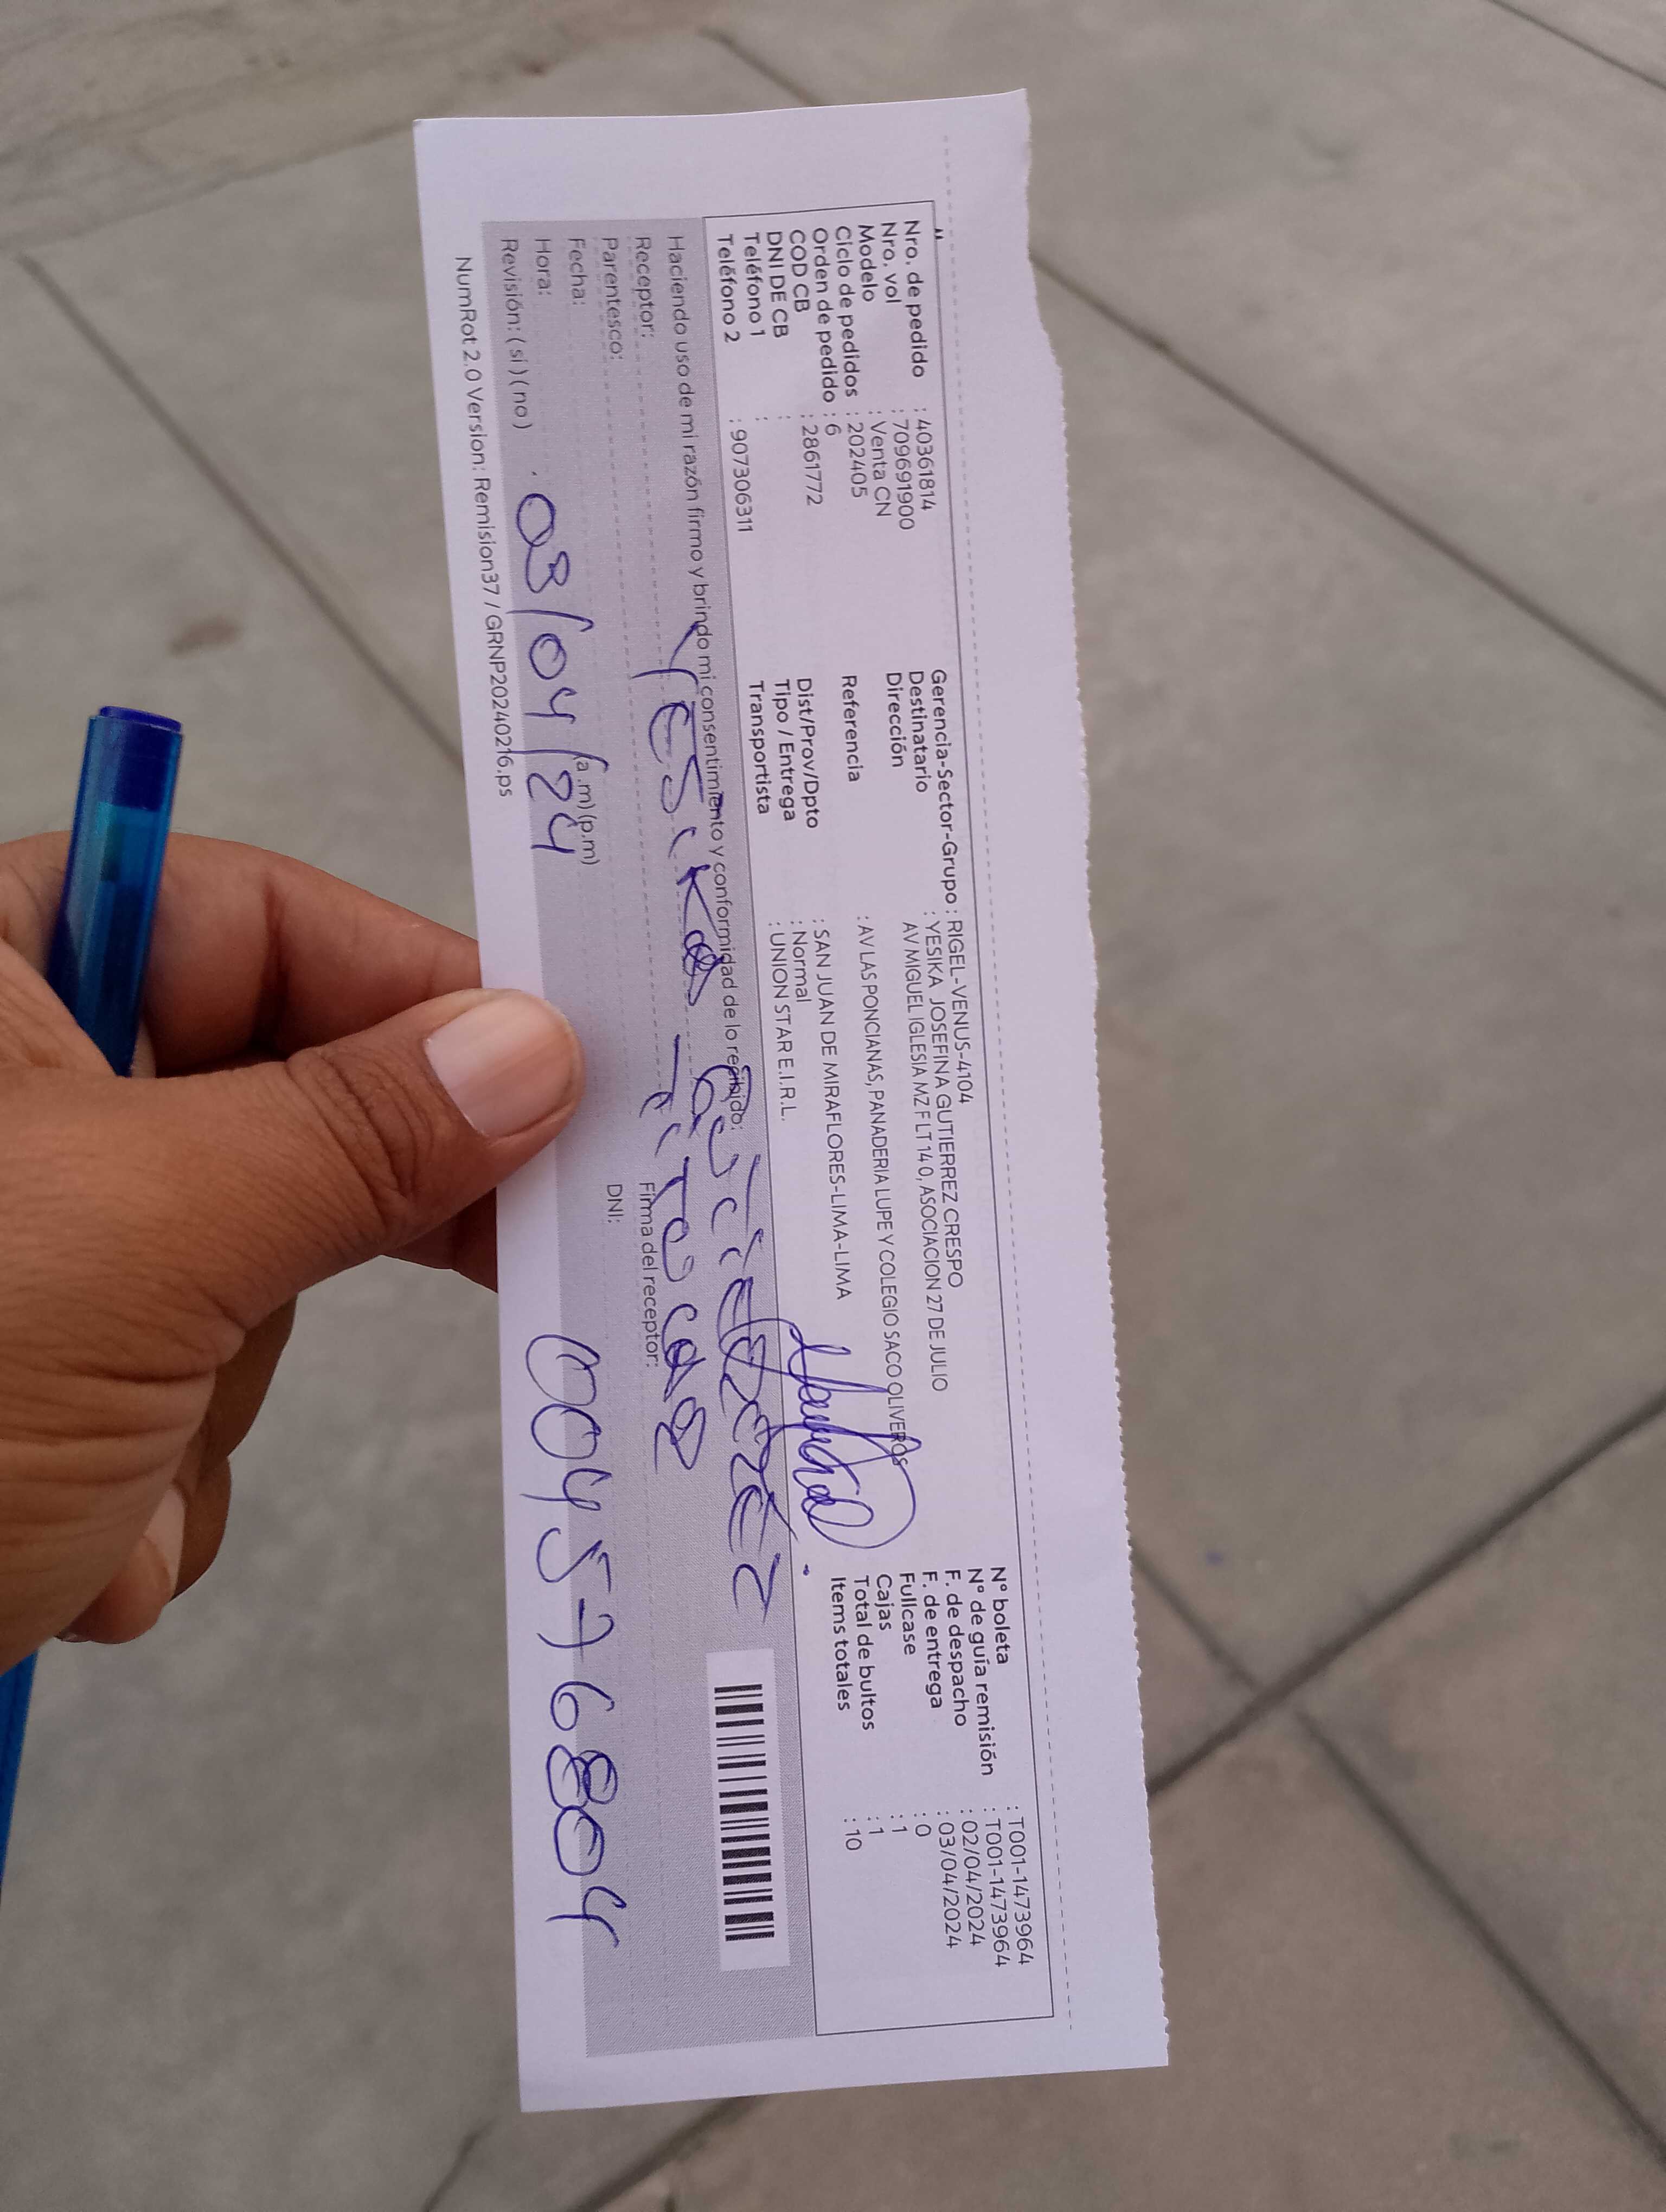 Nro. de pedido : 40361814
Nro. vol : 709691900
Modelo : Venta CN
Ciclo de pedidos : 202405
Orden de pedido : 6
COD CB : 2861772
DNI DE CB :
Teléfono 1 :
Teléfono 2 : 907306311
Gerencia-Sector-Grupo : RIGEL-VENUS-4104
Destinatario : YESIKA JOSEFINA GUTIERREZ CRESPO
Dirección AV MIGUEL IGLESIA MZ F LT 14 0, ASOCIACION 27 DE JULIO
Referencia : AV LAS PONCIANAS, PANADERIA LUPE Y COLEGIO SACO OLIVEROS
Dist/Prov/Dpto : SAN JUAN DE MIRAFLORES-LIMA-LIMA
Tipo / Entrega : Normal
Transportista : UNION STAR E.I.R.L.
N° boleta : T001-1473964
N° de guía remisión : T001-1473964
F. de despacho : 02/04/2024
F. de entrega : 03/04/2024
Fullcase : 0
Cajas : 1
Total de bultos : 1
Items totales : 10
Haciendo uso de mi razón firmo y brindo mi consentimiento y conformidad de lo recibido:
Receptor: Yesika Gutierrez
Firma del receptor:
Parentesco: Titular
DNI: 004576804
Fecha: 03/04/24
Hora: (a.m)(p.m)
Revisión: (si) (no)
NumRot 2.0 Version: Remision37 / GRNP20240216.ps